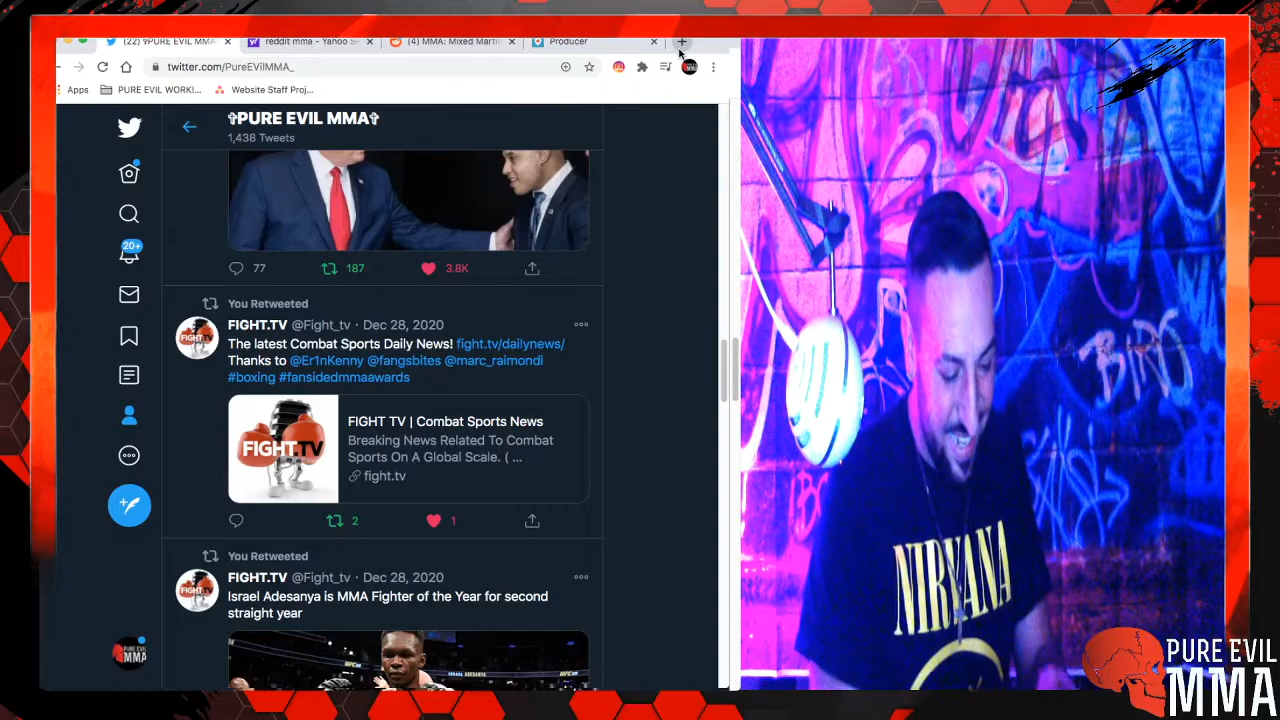 (22) ✞PURE EVIL MMA
reddit mma - Yahoo Se
(4) MMA: Mixed Martia
Producer
twitter.com/PureEVilMMA_
Apps
PURE EVIL WORK!...
Website Staff Proj...
✞PURE EVIL MMA✞
1,438 Tweets
77
187
3.8K
20+
You Retweeted
FIGHT.TV @Fight_tv · Dec 28, 2020
The latest Combat Sports Daily News! fight.tv/dailynews/
Thanks to @Er1nKenny @fangsbites @marc_raimondi
#boxing #fansidedmmaawards
FIGHT.TV
FIGHT TV | Combat Sports News
Breaking News Related To Combat
Sports On A Global Scale. ( ...
fight.tv
2
1
You Retweeted
FIGHT.TV @Fight_tv · Dec 28, 2020
Israel Adesanya is MMA Fighter of the Year for second
straight year
NIRVANA
PURE EVIL
MMA